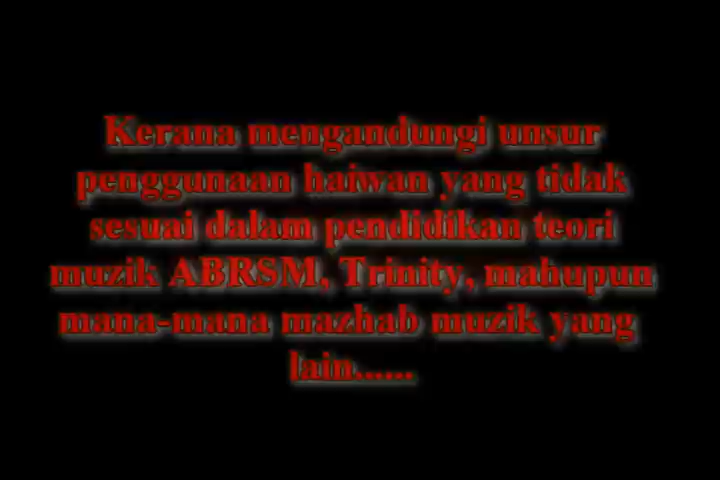 Kerana mengandungi unsur
penggunaan haiwan yang tidak
sesuai dalam pendidikan teori
muzik ABRSM, Trinity, mahupun
mana-mana mazhab muzik yang
lain......